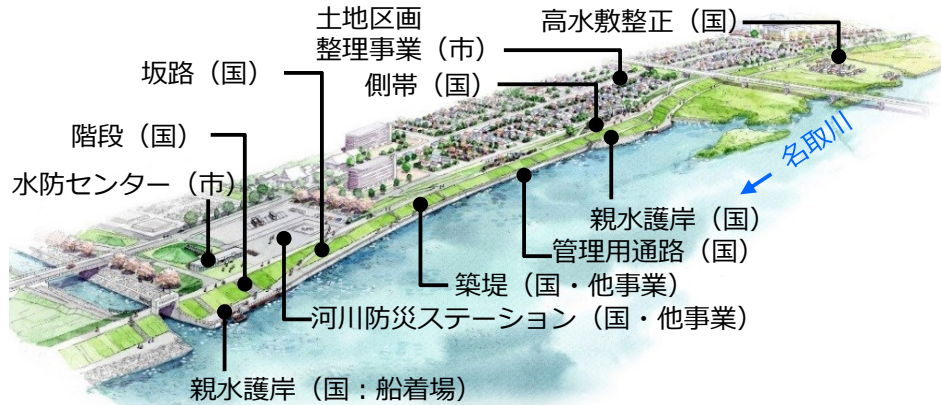 土地区画
整理事業（市）
高水敷整正（国）
坂路（国）
側帯（国）
階段（国）
水防センター（市）
名取川
親水護岸（国）
管理用通路（国）
築堤（国・他事業）
河川防災ステーション（国・他事業）
親水護岸（国：船着場）